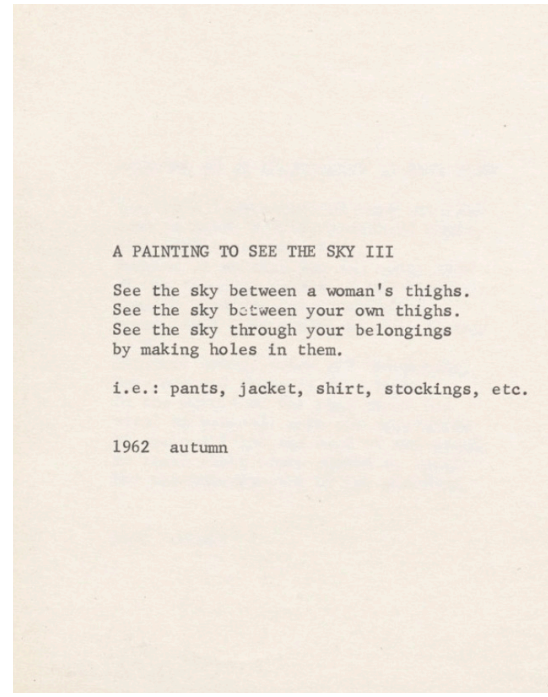 A PAINTING TO SEE THE SKY III
See the sky between a woman's thighs.
See the sky between your own thighs.
See the sky through your belongings
by making holes in them.
i.e.: pants, jacket, shirt, stockings, etc.
1962 autumn